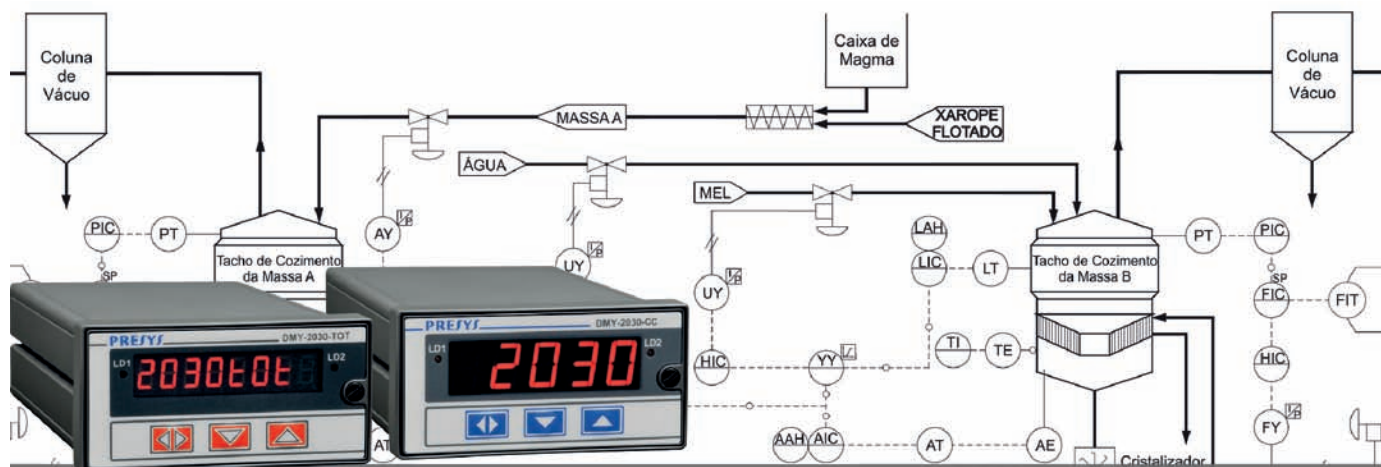 Coluna
de
Vácuo
Caixa de
Magma
Coluna
de
Vácuo
MASSA A
XAROPE
FLOTADO
ÁGUA
MEL
PIC
PT
AY
I/P
LAH
PT
PIC
Tacho de Cozimento
da Massa A
UY
I/P
LIC
LT
Tacho de Cozimento
da Massa B
SP
UY
I/P
SP
FIC
FIT
PRESYS
DMY-2030-TOT
LD1
LD2
2030tot
PRESYS
DMY-2030-CC
LD1
LD2
2030
HIC
YY
TI
TE
HIC
AT
AAH
AIC
AT
AE
FY
I/P
Cristalizador